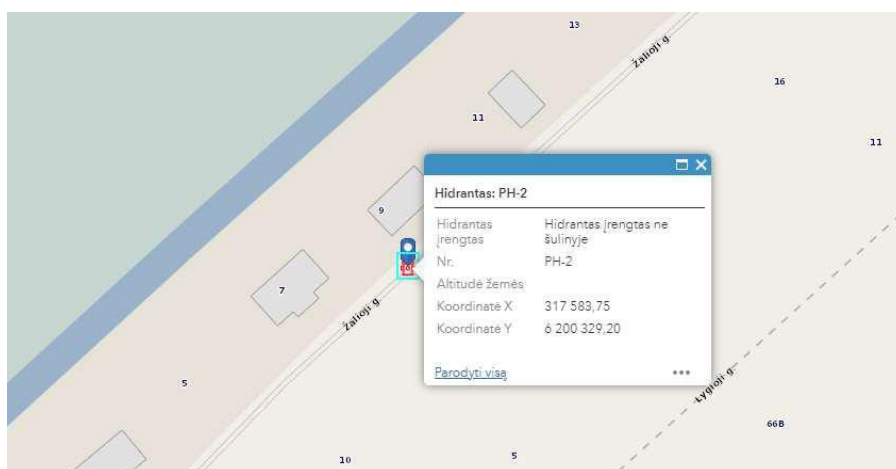 13
Žalioji g.
16
11
11
Hidrantas: PH-2
9
Hidrantas įrengtas
Hidrantas įrengtas ne šulinyje
Nr. PH-2
Altitudė žemės
7
Koordinatė X 317 583,75
Žalioji g.
Koordinatė Y 6 200 329,20
Parodyti visą
5
Lygioji g.
66B
10
5